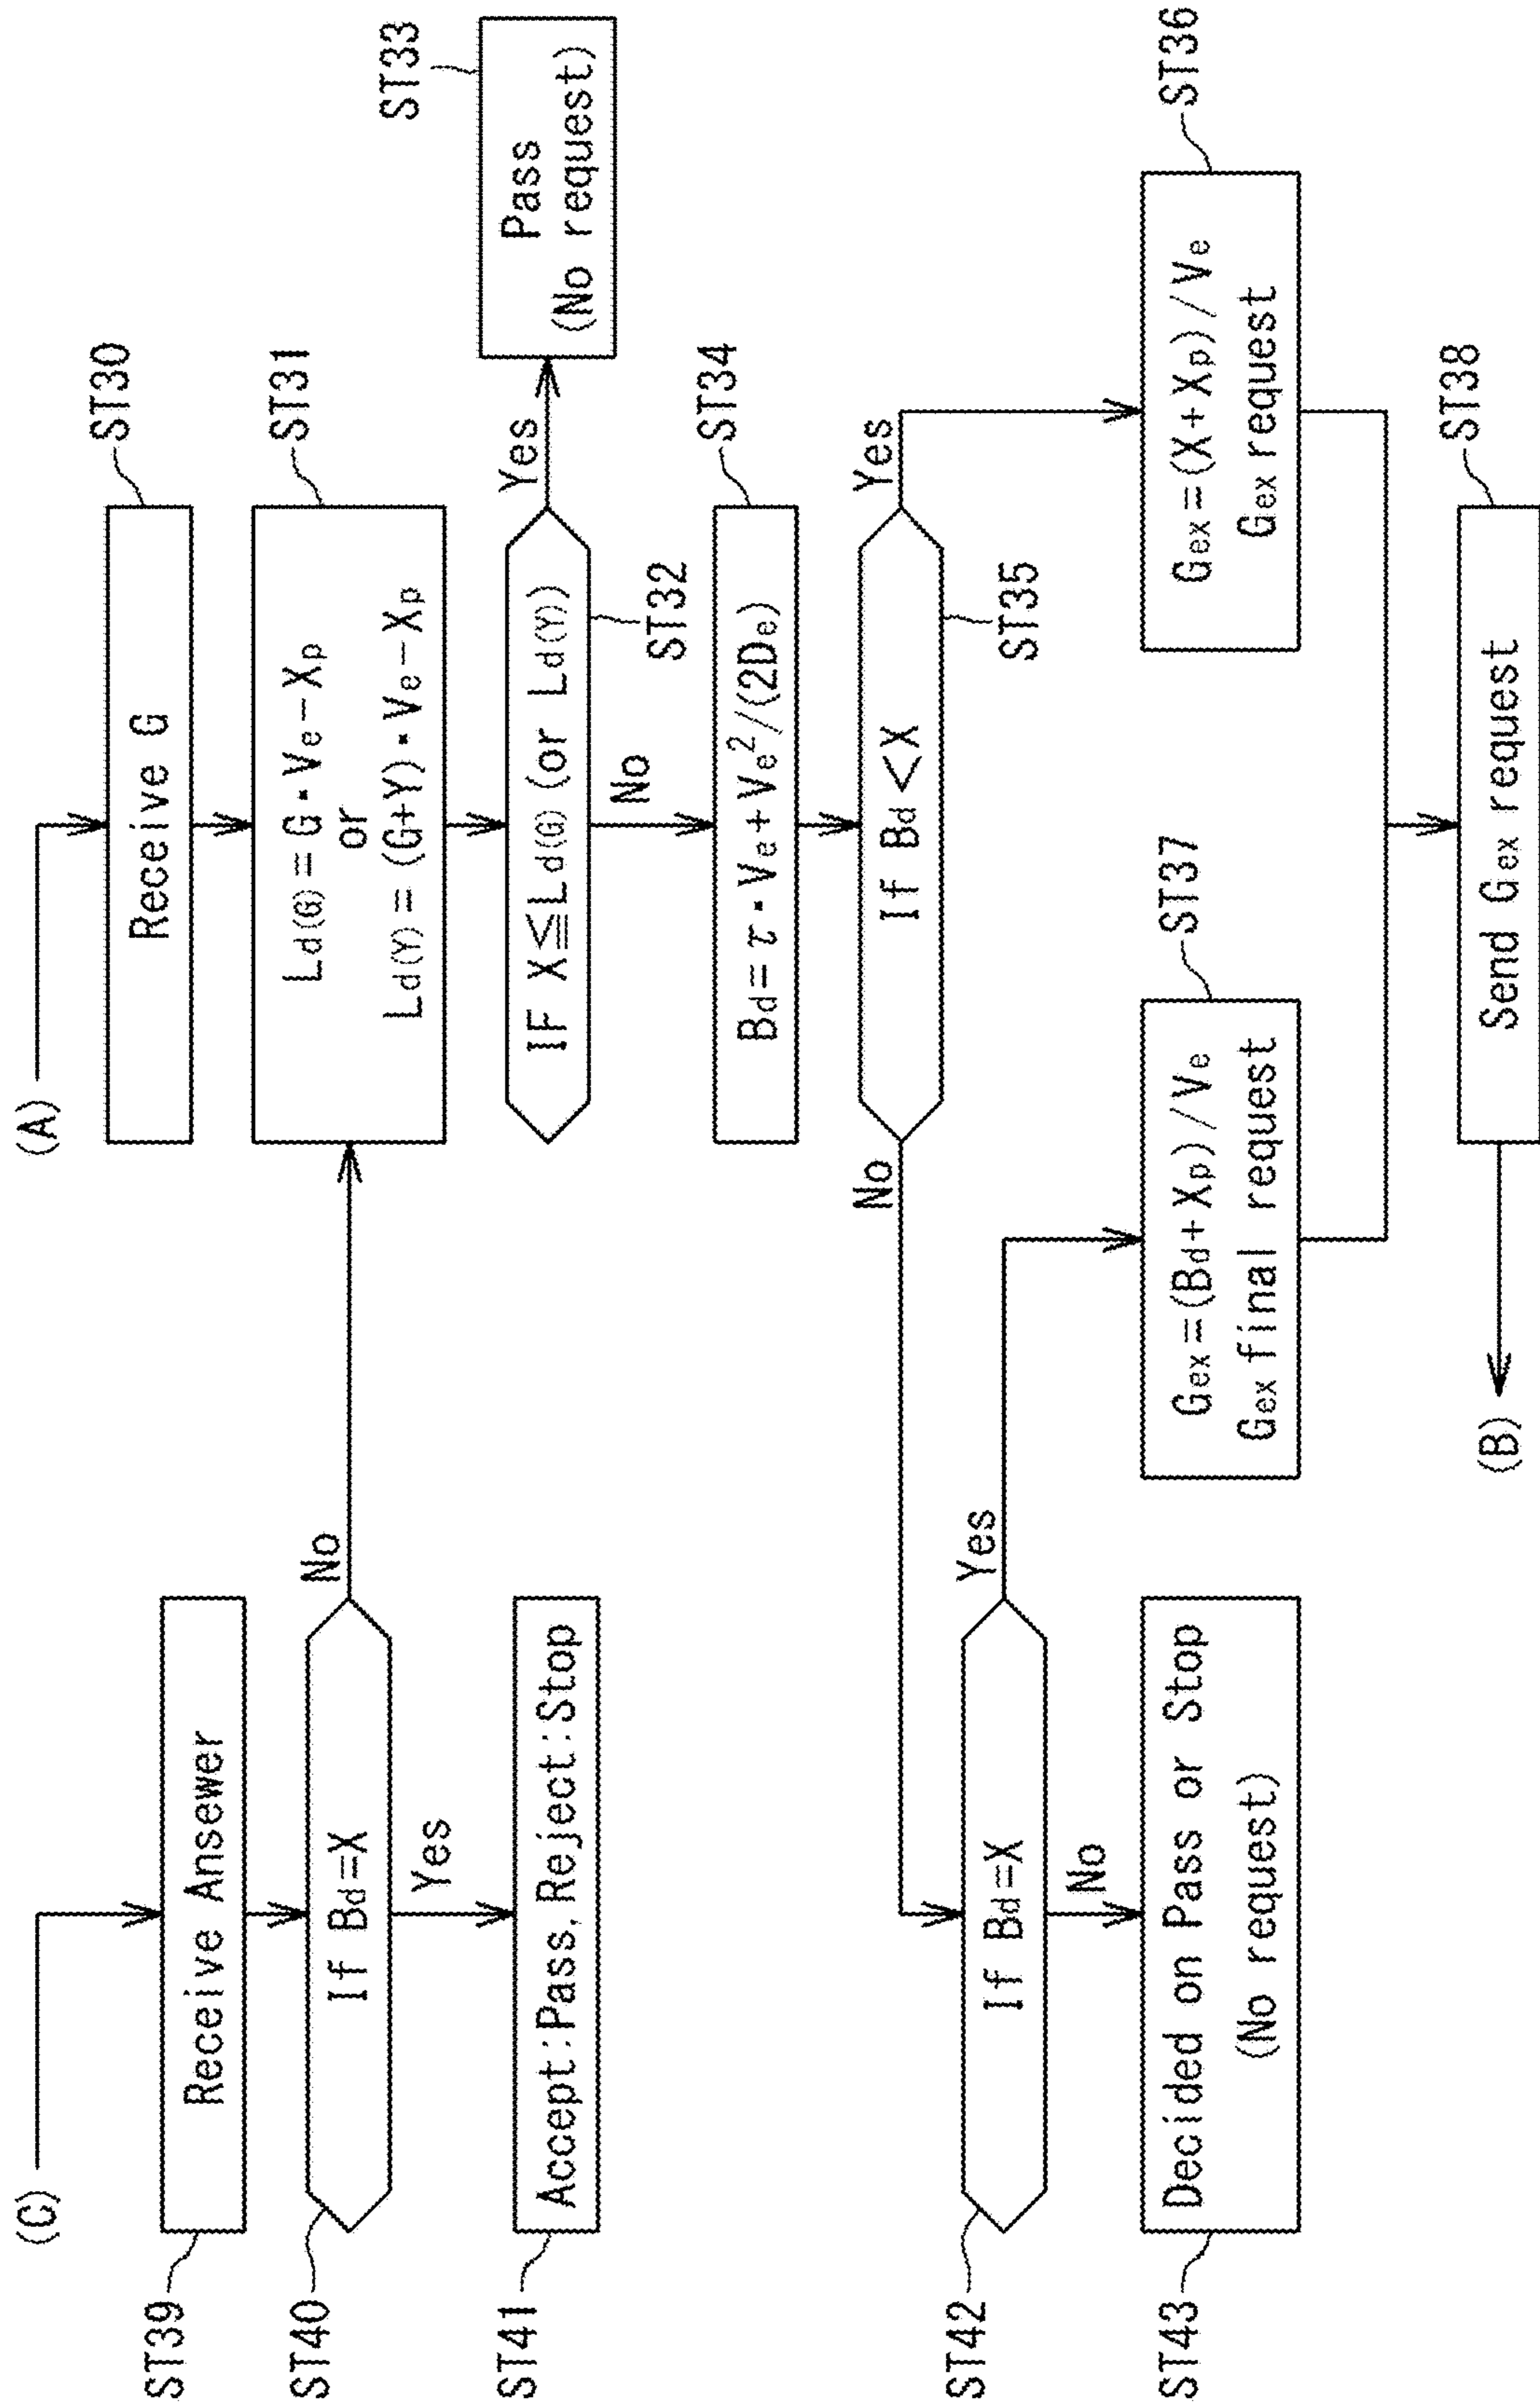 (A)
Receive G
ST30
Ld(G)=G・Ve−Xp
or
Ld(Y)=(G+Y)・Ve−Xp
ST31
IF X≦Ld(G) (or Ld(Y))
ST32
Yes
Pass
(No request)
ST33
No
Bd=τ・Ve+Ve²/(2De)
ST34
If Bd<X
ST35
Yes
Gex=(X+Xp)/Ve
Gex request
ST36
No
Gex=(Bd+Xp)/Ve
Gex final request
ST37
Send Gex request
ST38
(B)
(C)
Receive Ansewer
ST39
If Bd=X
ST40
No
Yes
Accept:Pass,Reject:Stop
ST41
If Bd=X
ST42
Yes
No
Decided on Pass or Stop
(No request)
ST43